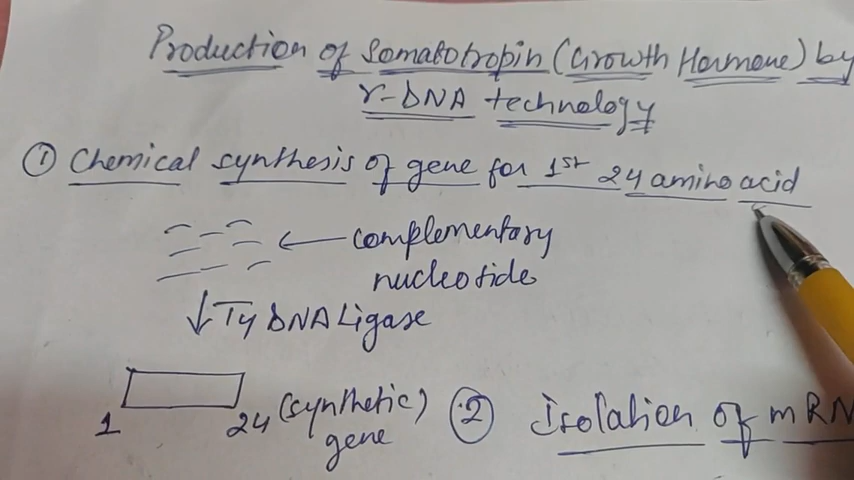 Production of Somatotropin (Growth Hormone) by
r-DNA technology
① Chemical synthesis of gene for 1st 24 amino acid
← complementary
nucleotide
↓ T4 DNA Ligase
1 24 (synthetic) gene
② Isolation of mRN